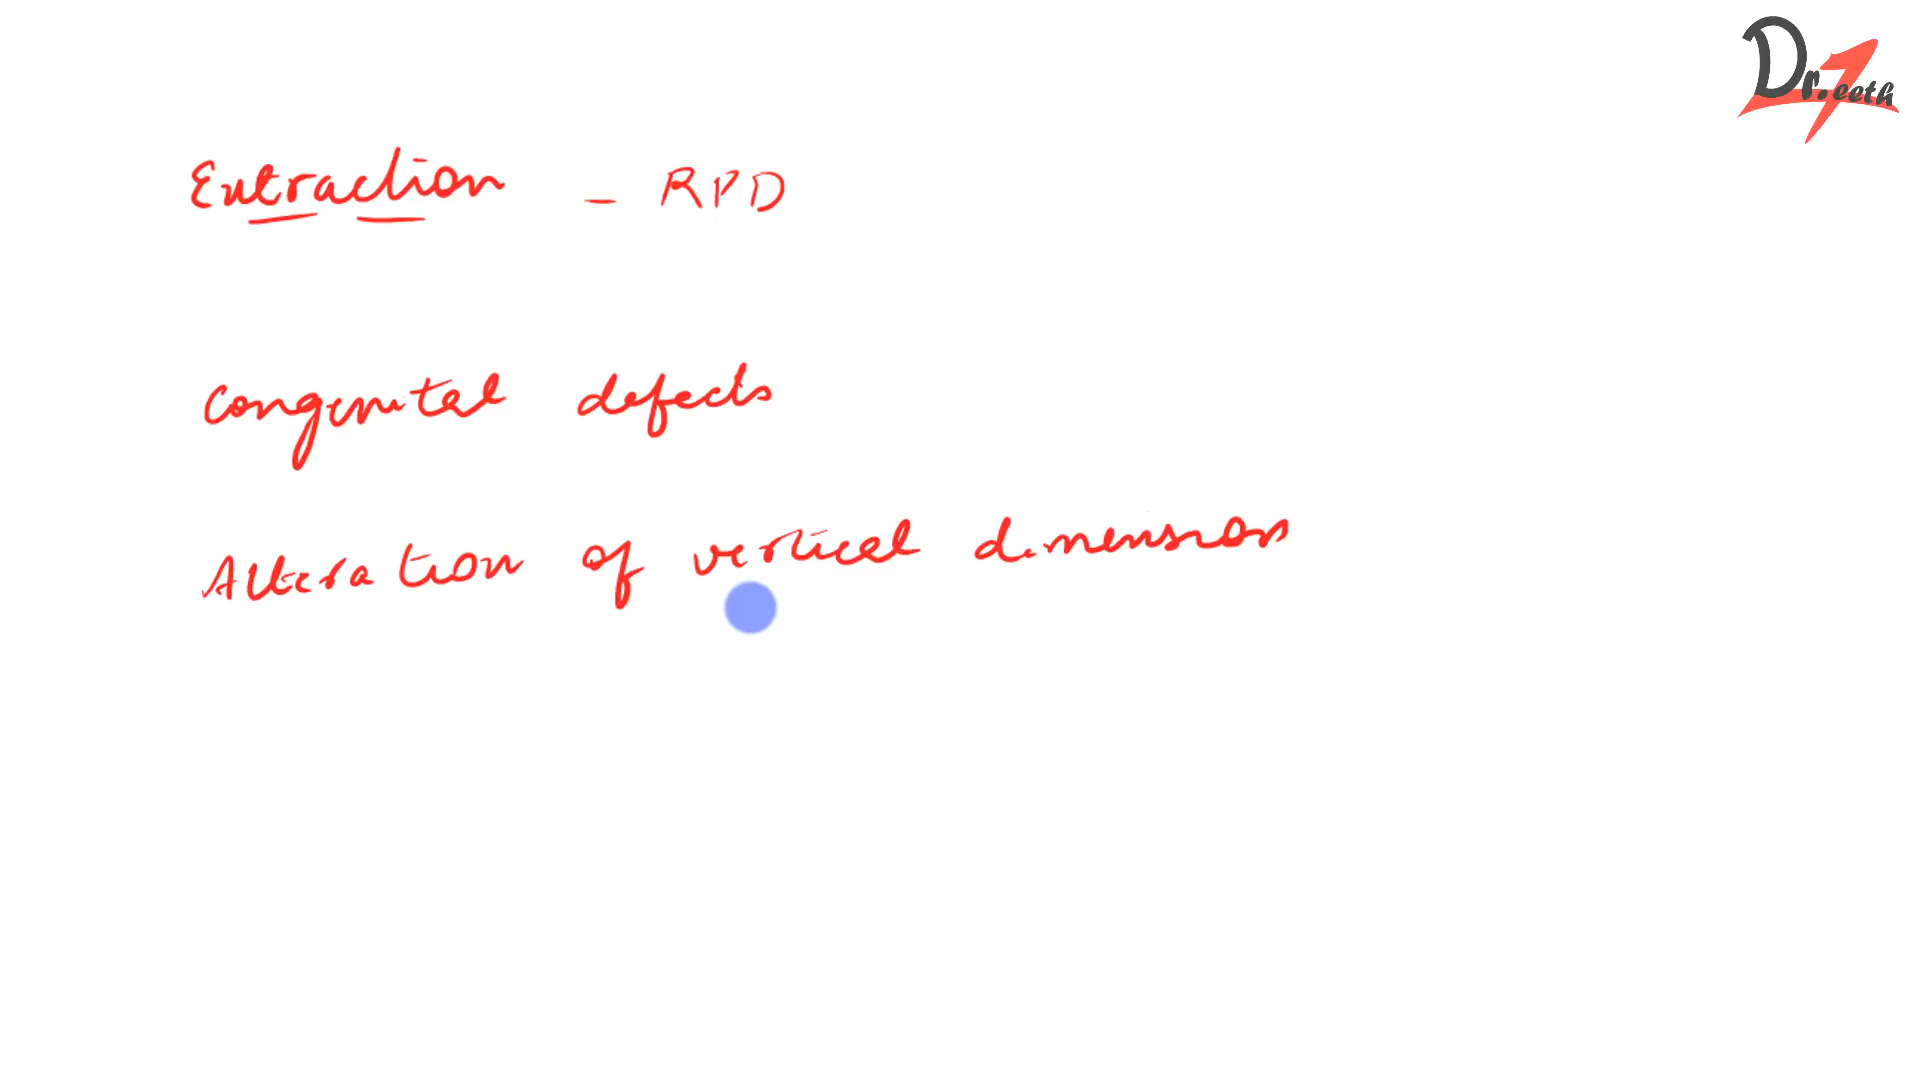 Dr.Teeth
Extraction - RPD
Congenital defects
Alteration of vertical dimension